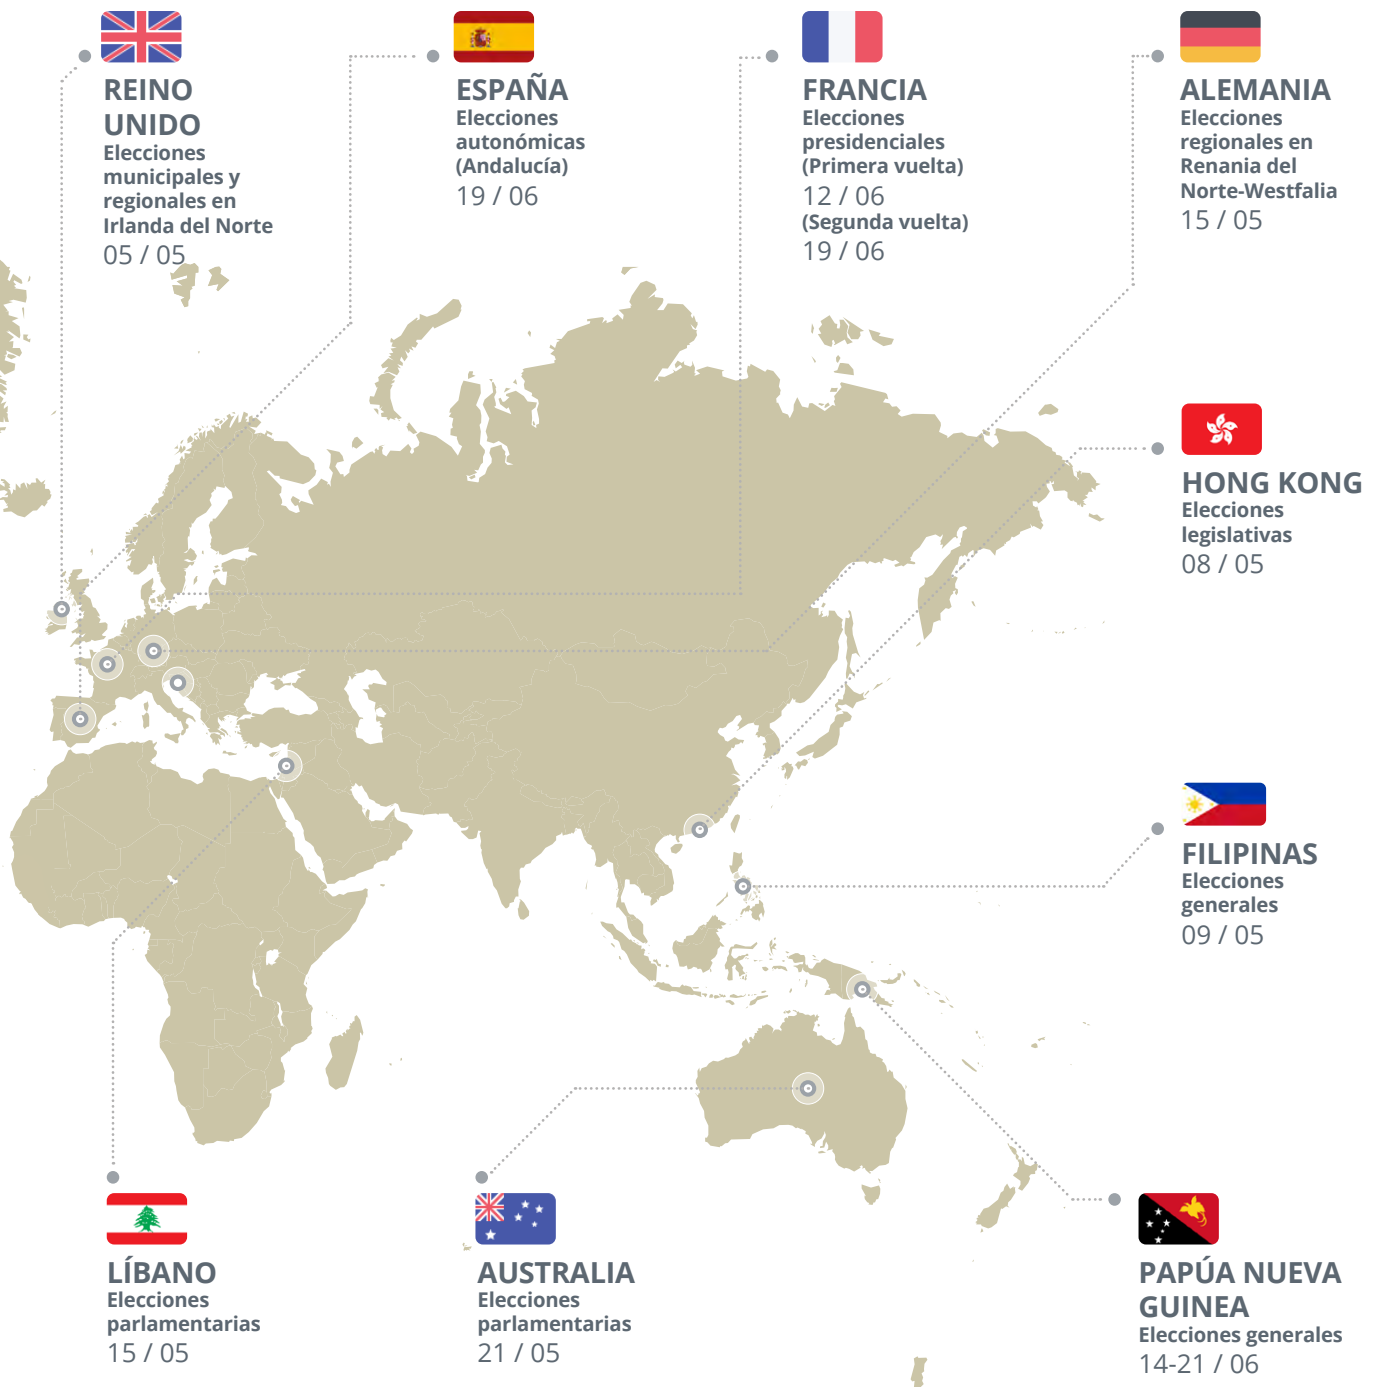 REINO
UNIDO
Elecciones
municipales y
regionales en
Irlanda del Norte
05 / 05
ESPAÑA
Elecciones
autonómicas
(Andalucía)
19 / 06
FRANCIA
Elecciones
presidenciales
(Primera vuelta)
12 / 06
(Segunda vuelta)
19 / 06
ALEMANIA
Elecciones
regionales en
Renania del
Norte-Westfalia
15 / 05
HONG KONG
Elecciones
legislativas
08 / 05
FILIPINAS
Elecciones
generales
09 / 05
LÍBANO
Elecciones
parlamentarias
15 / 05
AUSTRALIA
Elecciones
parlamentarias
21 / 05
PAPÚA NUEVA
GUINEA
Elecciones generales
14-21 / 06